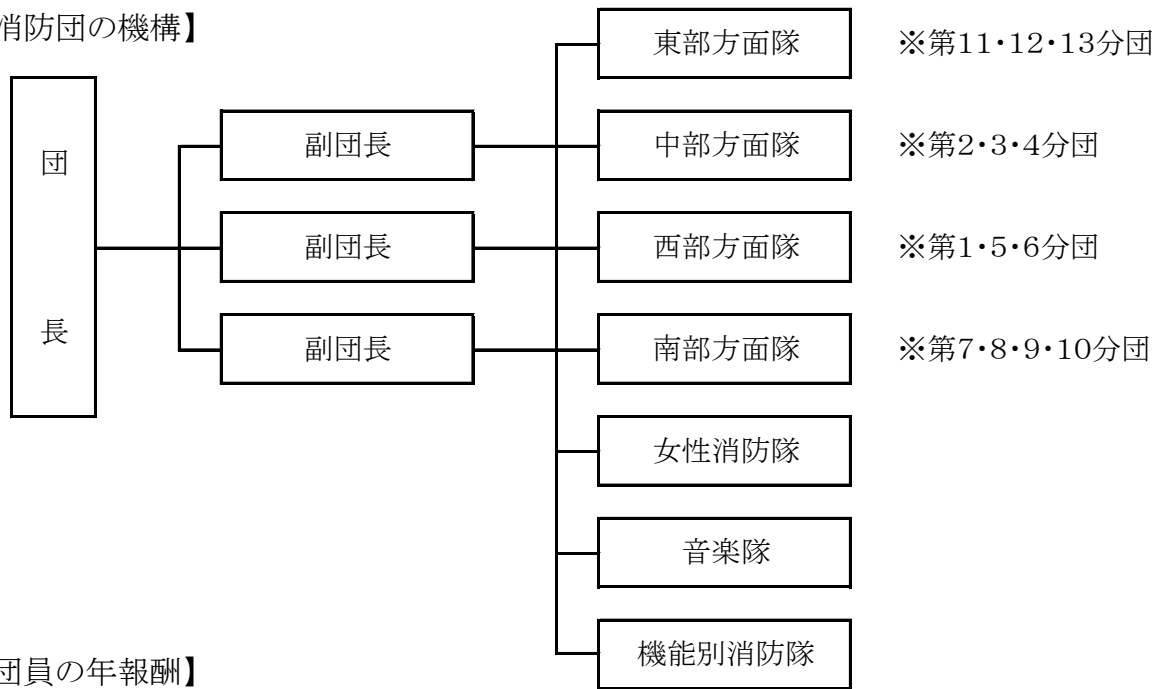 消防団の機構】
団長
副団長
副団長
副団長
東部方面隊 ※第11・12・13分団
中部方面隊 ※第2・3・4分団
西部方面隊 ※第1・5・6分団
南部方面隊 ※第7・8・9・10分団
女性消防隊
音楽隊
機能別消防隊
団員の年報酬】